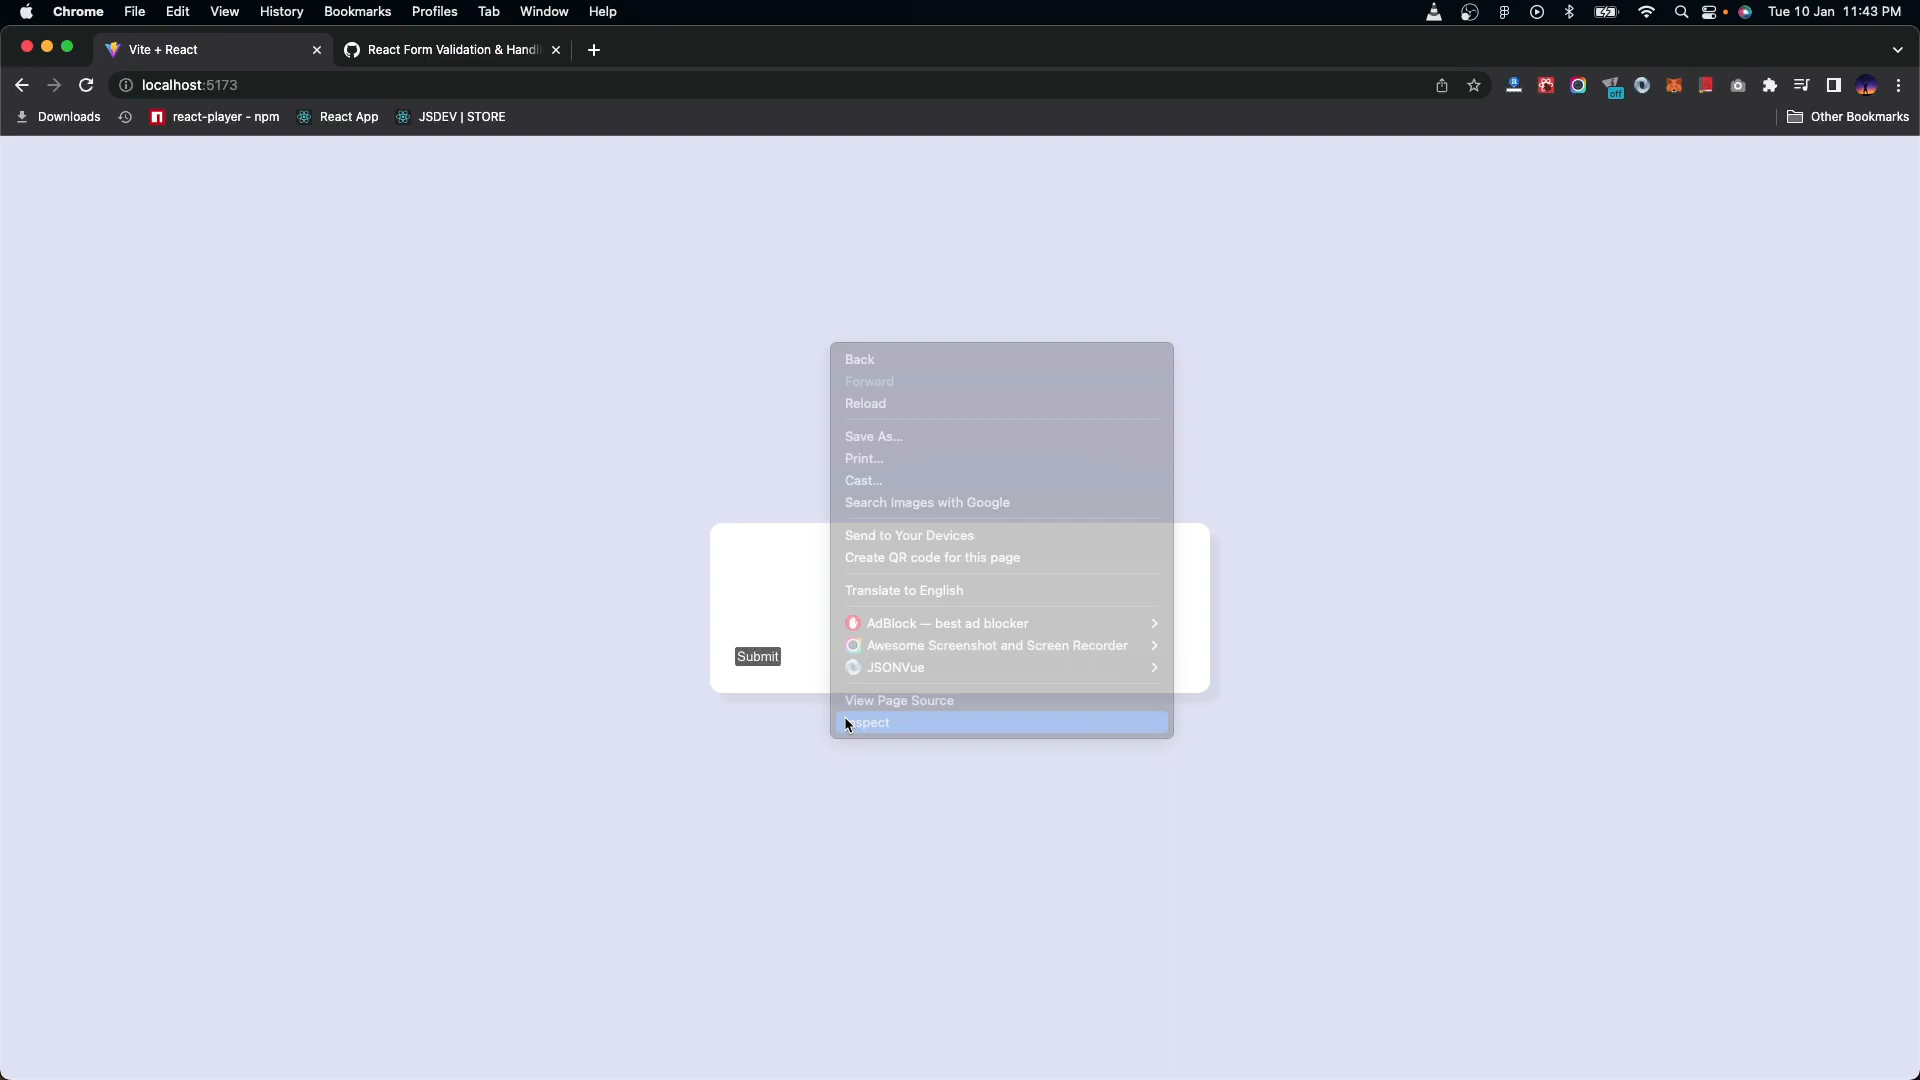 Chrome File Edit View History Bookmarks Profiles Tab Window Help Tue 10 Jan 11:43 PM
Vite + React React Form Validation & Handli
localhost:5173 off
Downloads react-player - npm React App JSDEV | STORE Other Bookmarks
Back
Forward
Reload
Save As...
Print...
Cast...
Search Images with Google
Send to Your Devices
Create QR code for this page
Translate to English
AdBlock — best ad blocker
Awesome Screenshot and Screen Recorder
Submit
JSONVue
View Page Source
Inspect